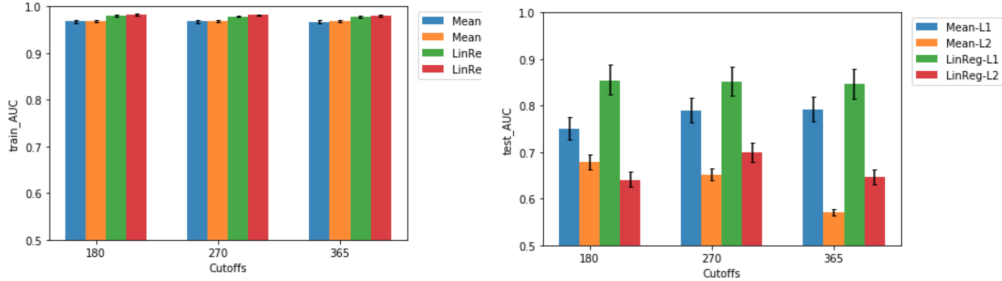 1.0
0.9
0.8
0.7
0.6
0.5
train_AUC
180 270 365
Cutoffs
Mean
Mean
LinRe
LinRe
1.0
0.9
0.8
0.7
0.6
0.5
test_AUC
180 270 365
Cutoffs
Mean-L1
Mean-L2
LinReg-L1
LinReg-L2